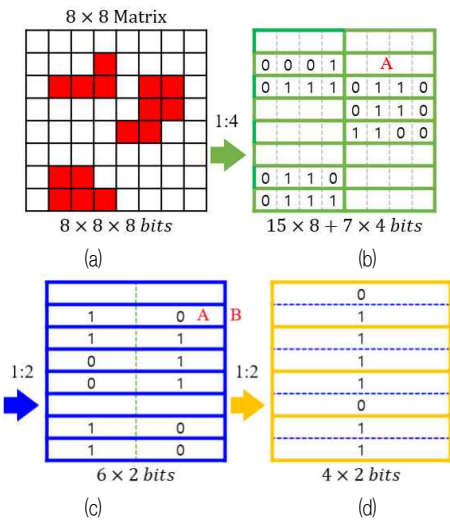 8 × 8 Matrix
8 × 8 × 8 bits
(a)
1:4
0 0 0 1 A
0 1 1 1 0 1 1 0
0 1 1 0
1 1 0 0
0 1 1 0
0 1 1 1
15 × 8 + 7 × 4 bits
(b)
1:2
1 0 A B
1 1
0 1
0 1
1 0
1 0
6 × 2 bits
(c)
1:2
0
1
1
1
1
0
1
1
4 × 2 bits
(d)